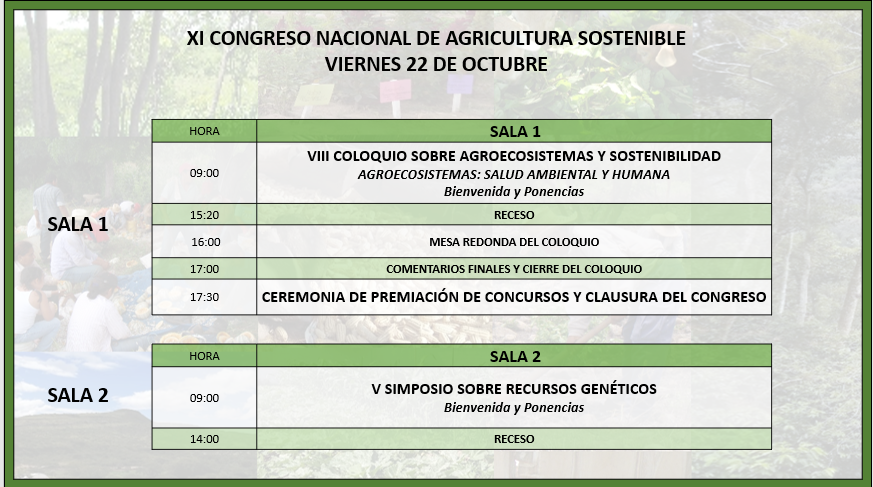 XI CONGRESO NACIONAL DE AGRICULTURA SOSTENIBLE
VIERNES 22 DE OCTUBRE
SALA 1
HORA SALA 1
09:00 VIII COLOQUIO SOBRE AGROECOSISTEMAS Y SOSTENIBILIDAD
AGROECOSISTEMAS: SALUD AMBIENTAL Y HUMANA
Bienvenida y Ponencias
15:20 RECESO
16:00 MESA REDONDA DEL COLOQUIO
17:00 COMENTARIOS FINALES Y CIERRE DEL COLOQUIO
17:30 CEREMONIA DE PREMIACIÓN DE CONCURSOS Y CLAUSURA DEL CONGRESO
SALA 2
HORA SALA 2
09:00 V SIMPOSIO SOBRE RECURSOS GENÉTICOS
Bienvenida y Ponencias
14:00 RECESO